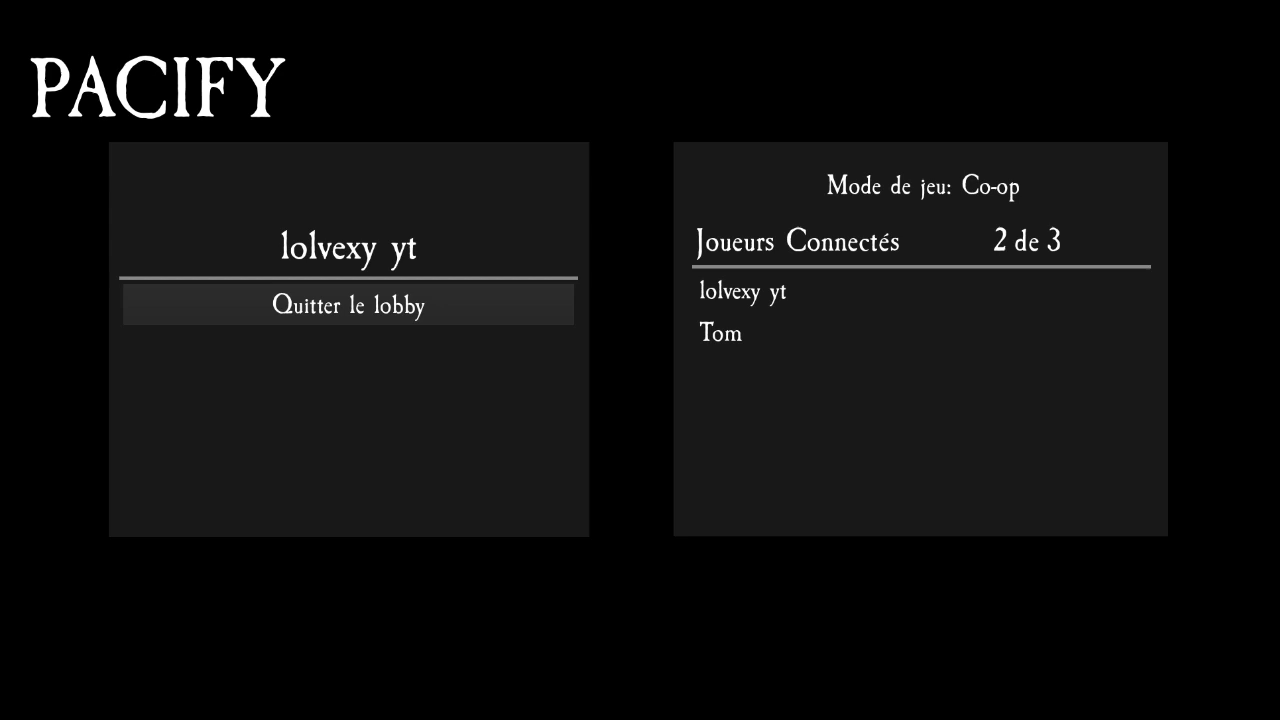 PACIFY
lolvexy yt
Quitter le lobby
Mode de jeu: Co-op
Joueurs Connectés 2 de 3
lolvexy yt
Tom